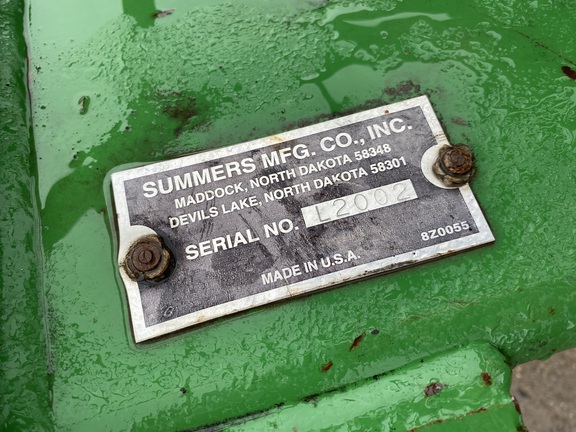 SUMMERS MFG. CO., INC.
MADDOCK, NORTH DAKOTA 58348
DEVILS LAKE, NORTH DAKOTA 58301
SERIAL NO. L2002
8Z0055
MADE IN U.S.A.